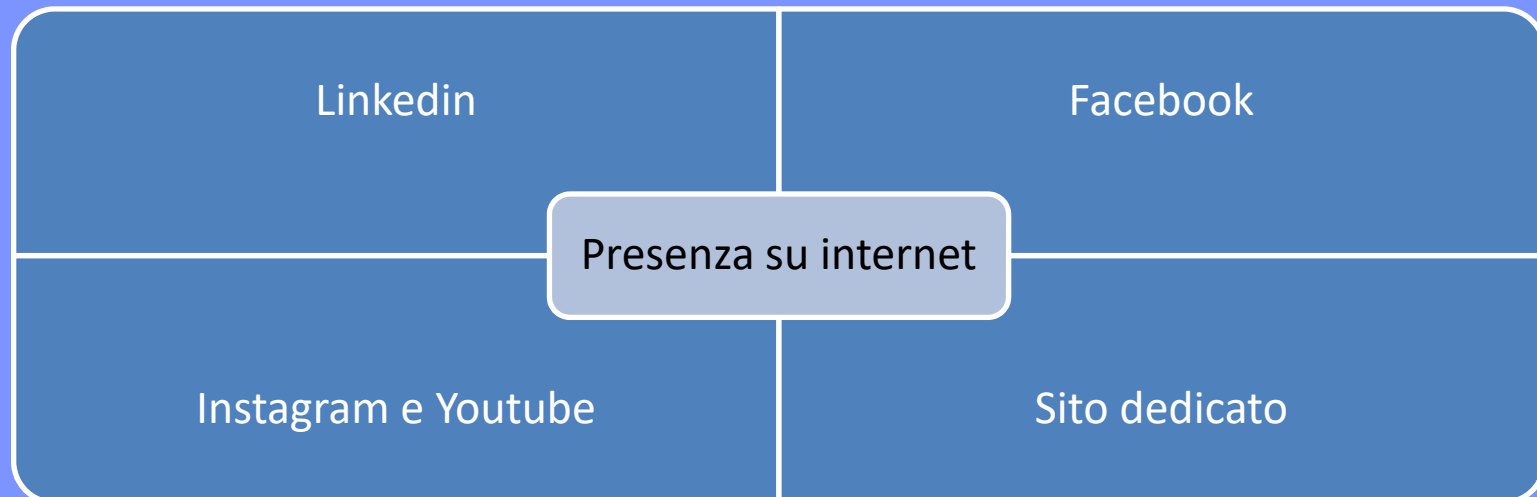 Linkedin
Facebook
Presenza su internet
Instagram e Youtube
Sito dedicato